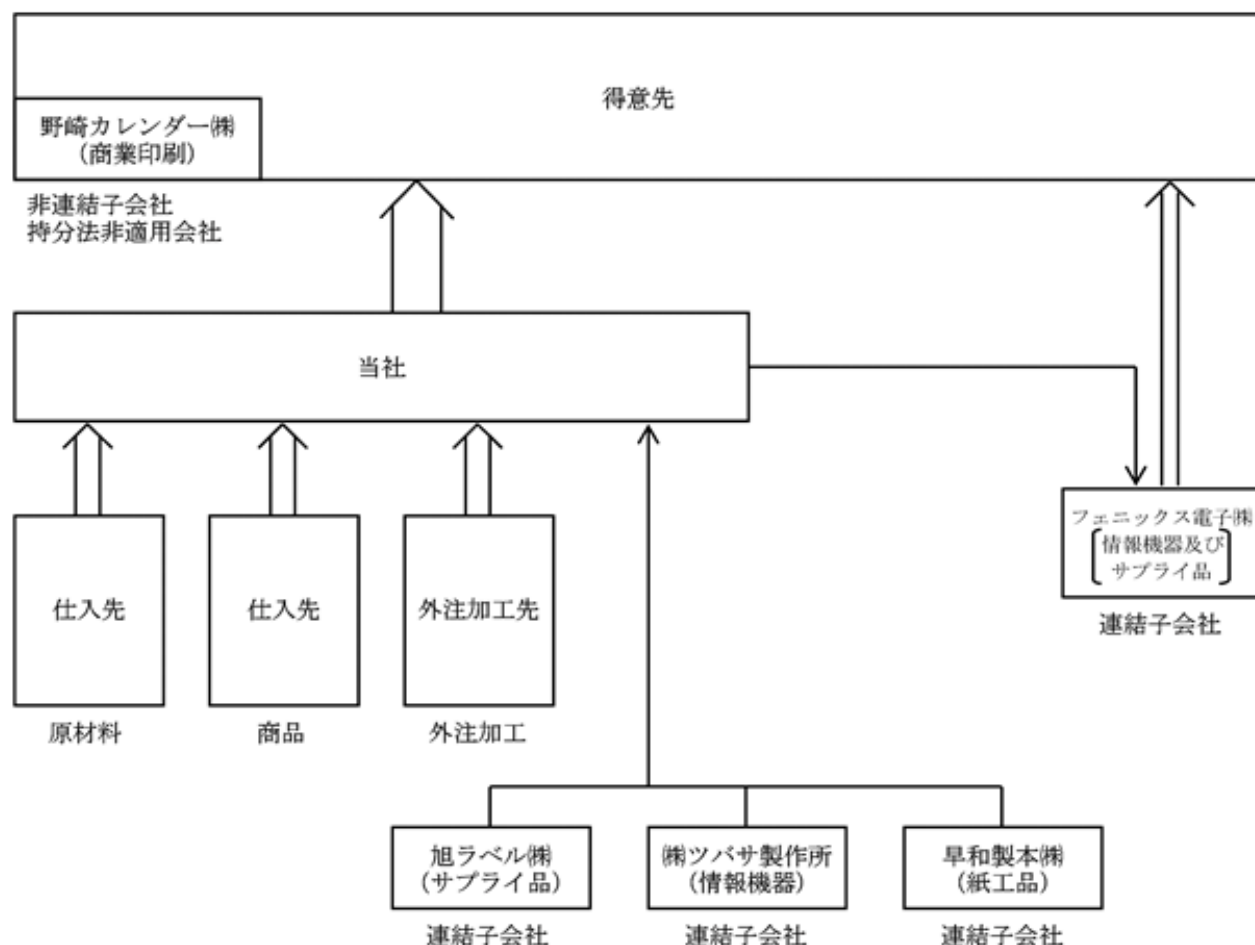 得意先
野崎カレンダー㈱
(商業印刷)
非連結子会社
持分法非適用会社
当社
フェニックス電子㈱
情報機器及び
サプライ品
連結子会社
仕入先
仕入先
外注加工先
原材料
商品
外注加工
旭ラベル㈱
(サプライ品)
㈱ツバサ製作所
(情報機器)
早和製本㈱
(紙工品)
連結子会社
連結子会社
連結子会社